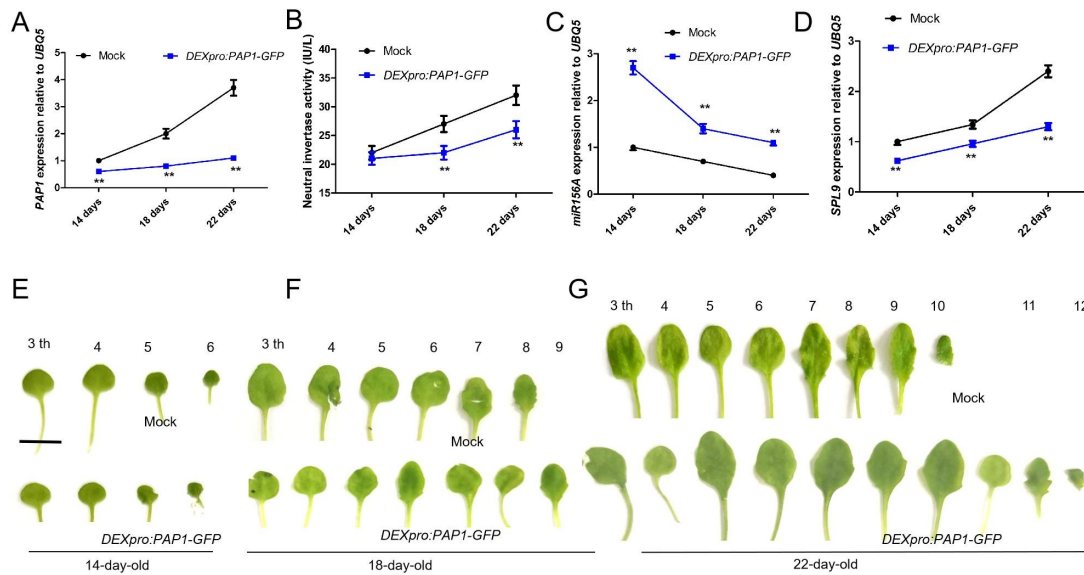 A
PAP1 expression relative to UBQ5
Mock
DEXpro:PAP1-GFP
5
4
3
2
1
0
**
**
**
14 days
18 days
22 days
B
Neutral invertase activity (IU/L)
Mock
DEXpro:PAP1-GFP
40
35
30
25
20
15
**
**
14 days
18 days
22 days
C
miR156A expression relative to UBQ5
Mock
DEXpro:PAP1-GFP
3
2
1
0
**
**
**
14 days
18 days
22 days
D
SPL9 expression relative to UBQ5
Mock
DEXpro:PAP1-GFP
3
2
1
0
**
**
**
14 days
18 days
22 days
E
3 th 4 5 6
Mock
DEXpro:PAP1-GFP
14-day-old
F
3 th 4 5 6 7 8 9
Mock
DEXpro:PAP1-GFP
18-day-old
G
3 th 4 5 6 7 8 9 10 11 12
Mock
DEXpro:PAP1-GFP
22-day-old